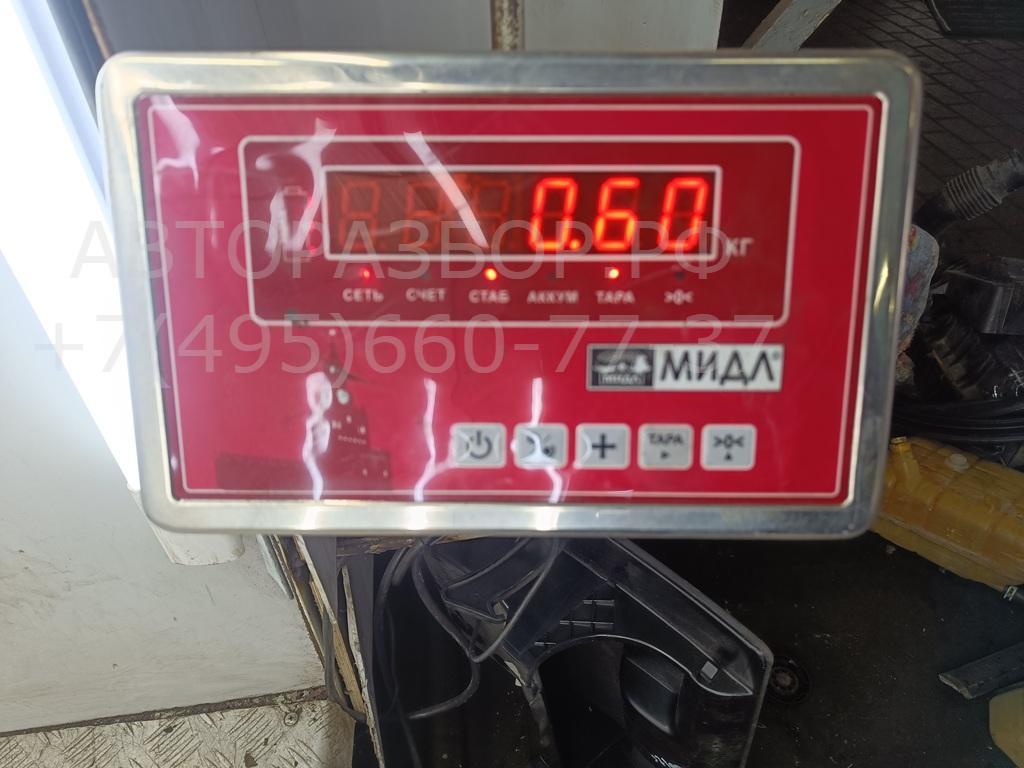 0.60
КГ
АВТОРАЗБОР.РФ
СЕТЬ СЧЕТ СТАБ АККУМ ТАРА >0<
+7(495)660-77-37
МИДЛ МИДЛ®
ТАРА >0<